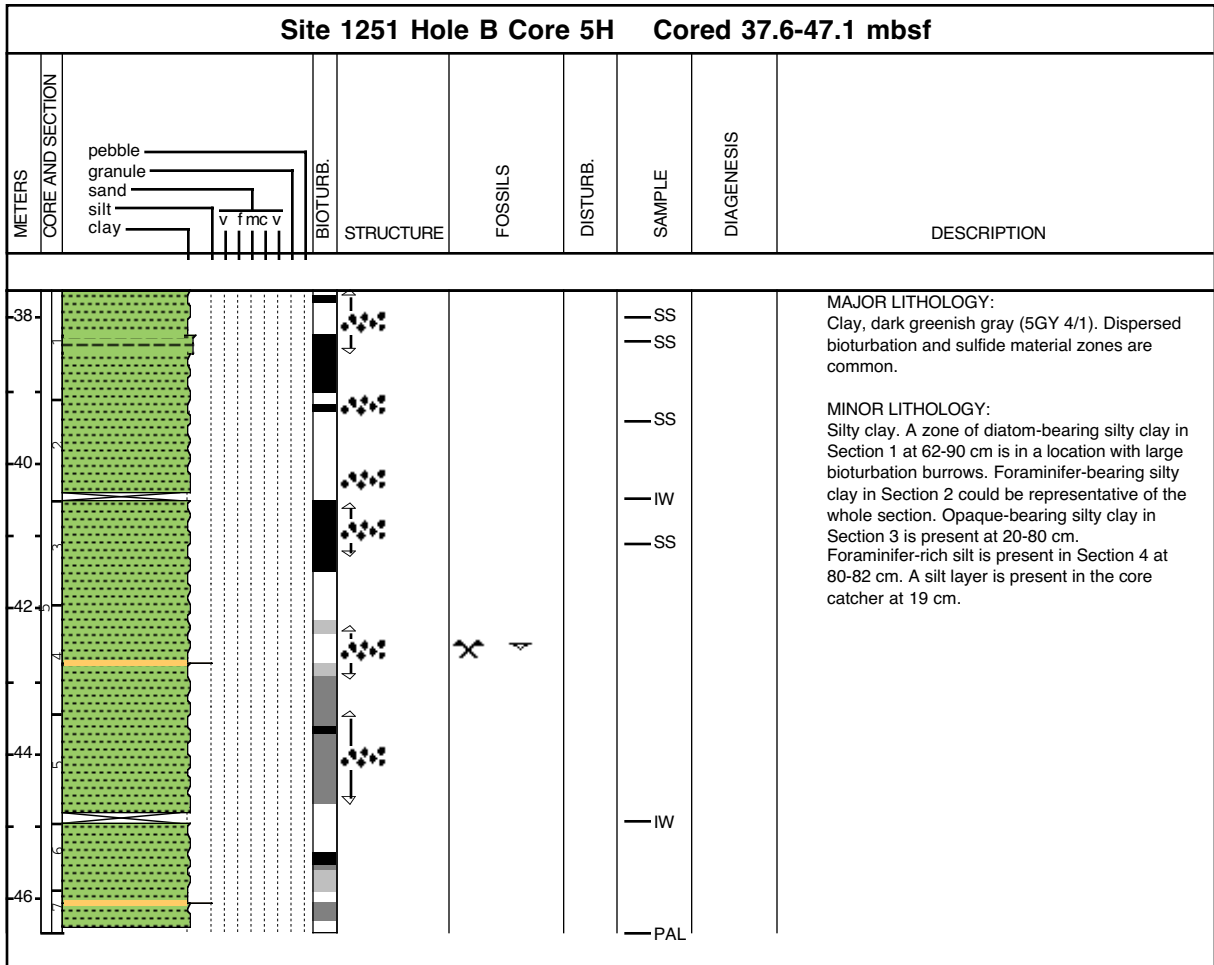 Site 1251 Hole B Core 5H Cored 37.6-47.1 mbsf
METERS
CORE AND SECTION
pebble
granule
sand
silt
clay
v f m c v
BIOTURB.
STRUCTURE
FOSSILS
DISTURB.
SAMPLE
DIAGENESIS
DESCRIPTION
38
40
42
44
46
5
1
2
3
4
5
6
7
SS
SS
SS
IW
SS
IW
PAL
MAJOR LITHOLOGY:
Clay, dark greenish gray (5GY 4/1). Dispersed
bioturbation and sulfide material zones are
common.
MINOR LITHOLOGY:
Silty clay. A zone of diatom-bearing silty clay in
Section 1 at 62-90 cm is in a location with large
bioturbation burrows. Foraminifer-bearing silty
clay in Section 2 could be representative of the
whole section. Opaque-bearing silty clay in
Section 3 is present at 20-80 cm.
Foraminifer-rich silt is present in Section 4 at
80-82 cm. A silt layer is present in the core
catcher at 19 cm.